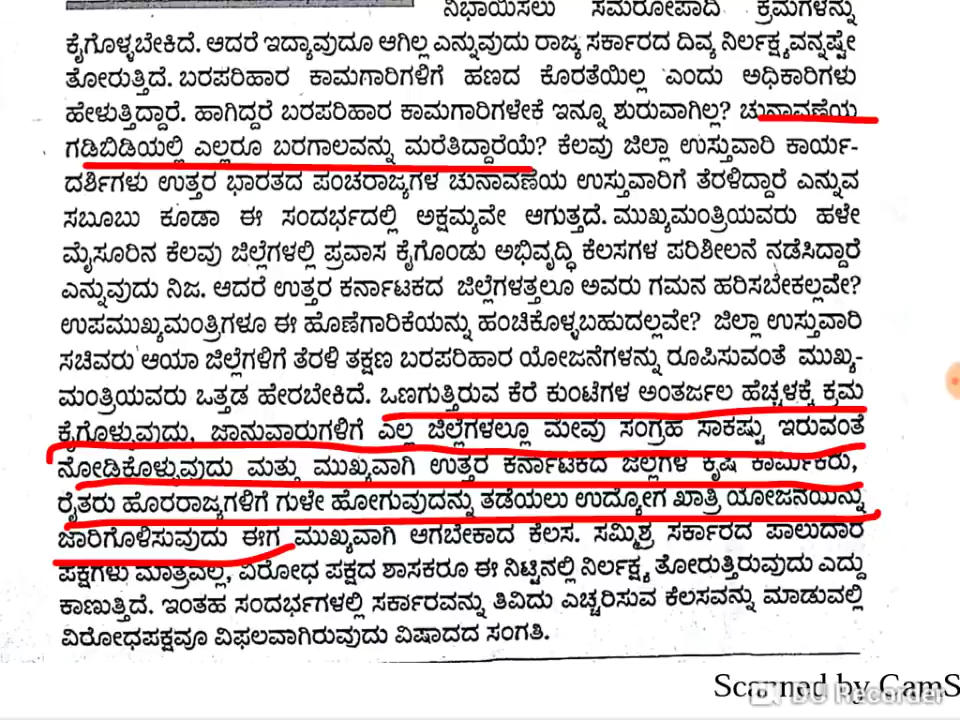 ನಿಭಾಯಿಸಲು ಸಮರೋಪಾದಿ ಕ್ರಮಗಳನ್ನು
ಕೈಗೊಳ್ಳಬೇಕಿದೆ. ಆದರೆ ಇದ್ಯಾವುದೂ ಆಗಿಲ್ಲ ಎನ್ನುವುದು ರಾಜ್ಯ ಸರ್ಕಾರದ ದಿವ್ಯ ನಿರ್ಲಕ್ಷ್ಯವನ್ನಷ್ಟೇ
ತೋರುತ್ತಿದೆ. ಬರಪರಿಹಾರ ಕಾಮಗಾರಿಗಳಿಗೆ ಹಣದ ಕೊರತೆಯಿಲ್ಲ ಎಂದು ಅಧಿಕಾರಿಗಳು
ಹೇಳುತ್ತಿದ್ದಾರೆ. ಹಾಗಿದ್ದರೆ ಬರಪರಿಹಾರ ಕಾಮಗಾರಿಗಳೇಕೆ ಇನ್ನೂ ಶುರುವಾಗಿಲ್ಲ? ಚುನಾವಣೆಯ
ಗಡಿಬಿಡಿಯಲ್ಲಿ ಎಲ್ಲರೂ ಬರಗಾಲವನ್ನು ಮರೆತಿದ್ದಾರೆಯೆ? ಕೆಲವು ಜಿಲ್ಲಾ ಉಸ್ತುವಾರಿ ಕಾರ್ಯ-
ದರ್ಶಿಗಳು ಉತ್ತರ ಭಾರತದ ಪಂಚರಾಜ್ಯಗಳ ಚುನಾವಣೆಯ ಉಸ್ತುವಾರಿಗೆ ತೆರಳಿದ್ದಾರೆ ಎನ್ನುವ
ಸಬೂಬು ಕೂಡಾ ಈ ಸಂದರ್ಭದಲ್ಲಿ ಅಕ್ಷಮ್ಯವೇ ಆಗುತ್ತದೆ. ಮುಖ್ಯಮಂತ್ರಿಯವರು ಹಳೇ
ಮೈಸೂರಿನ ಕೆಲವು ಜಿಲ್ಲೆಗಳಲ್ಲಿ ಪ್ರವಾಸ ಕೈಗೊಂಡು ಅಭಿವೃದ್ಧಿ ಕೆಲಸಗಳ ಪರಿಶೀಲನೆ ನಡೆಸಿದ್ದಾರೆ
ಎನ್ನುವುದು ನಿಜ. ಆದರೆ ಉತ್ತರ ಕರ್ನಾಟಕದ ಜಿಲ್ಲೆಗಳತ್ತಲೂ ಅವರು ಗಮನ ಹರಿಸಬೇಕಲ್ಲವೇ?
ಉಪಮುಖ್ಯಮಂತ್ರಿಗಳೂ ಈ ಹೊಣೆಗಾರಿಕೆಯನ್ನು ಹಂಚಿಕೊಳ್ಳಬಹುದಲ್ಲವೇ? ಜಿಲ್ಲಾ ಉಸ್ತುವಾರಿ
ಸಚಿವರು ಆಯಾ ಜಿಲ್ಲೆಗಳಿಗೆ ತೆರಳಿ ತಕ್ಷಣ ಬರಪರಿಹಾರ ಯೋಜನೆಗಳನ್ನು ರೂಪಿಸುವಂತೆ ಮುಖ್ಯ-
ಮಂತ್ರಿಯವರು ಒತ್ತಡ ಹೇರಬೇಕಿದೆ. ಒಣಗುತ್ತಿರುವ ಕೆರೆ ಕುಂಟೆಗಳ ಅಂತರ್ಜಲ ಹೆಚ್ಚಳಕ್ಕೆ ಕ್ರಮ
ಕೈಗೊಳ್ಳುವುದು, ಜಾನುವಾರುಗಳಿಗೆ ಎಲ್ಲ ಜಿಲ್ಲೆಗಳಲ್ಲೂ ಮೇವು ಸಂಗ್ರಹ ಸಾಕಷ್ಟು ಇರುವಂತೆ
ನೋಡಿಕೊಳ್ಳುವುದು ಮತ್ತು ಮುಖ್ಯವಾಗಿ ಉತ್ತರ ಕರ್ನಾಟಕದ ಜಿಲ್ಲೆಗಳ ಕೃಷಿ ಕಾರ್ಮಿಕರು,
ರೈತರು ಹೊರರಾಜ್ಯಗಳಿಗೆ ಗುಳೇ ಹೋಗುವುದನ್ನು ತಡೆಯಲು ಉದ್ಯೋಗ ಖಾತ್ರಿ ಯೋಜನೆಯನ್ನು
ಜಾರಿಗೊಳಿಸುವುದು ಈಗ ಮುಖ್ಯವಾಗಿ ಆಗಬೇಕಾದ ಕೆಲಸ. ಸಮ್ಮಿಶ್ರ ಸರ್ಕಾರದ ಪಾಲುದಾರ
ಪಕ್ಷಗಳು ಮಾತ್ರವಲ್ಲ, ವಿರೋಧ ಪಕ್ಷದ ಶಾಸಕರೂ ಈ ನಿಟ್ಟಿನಲ್ಲಿ ನಿರ್ಲಕ್ಷ್ಯ ತೋರುತ್ತಿರುವುದು ಎದ್ದು
ಕಾಣುತ್ತಿದೆ. ಇಂತಹ ಸಂದರ್ಭಗಳಲ್ಲಿ ಸರ್ಕಾರವನ್ನು ತಿವಿದು ಎಚ್ಚರಿಸುವ ಕೆಲಸವನ್ನು ಮಾಡುವಲ್ಲಿ
ವಿರೋಧಪಕ್ಷವೂ ವಿಫಲವಾಗಿರುವುದು ವಿಷಾದದ ಸಂಗತಿ.
Scanned by CamS
DU Recorder